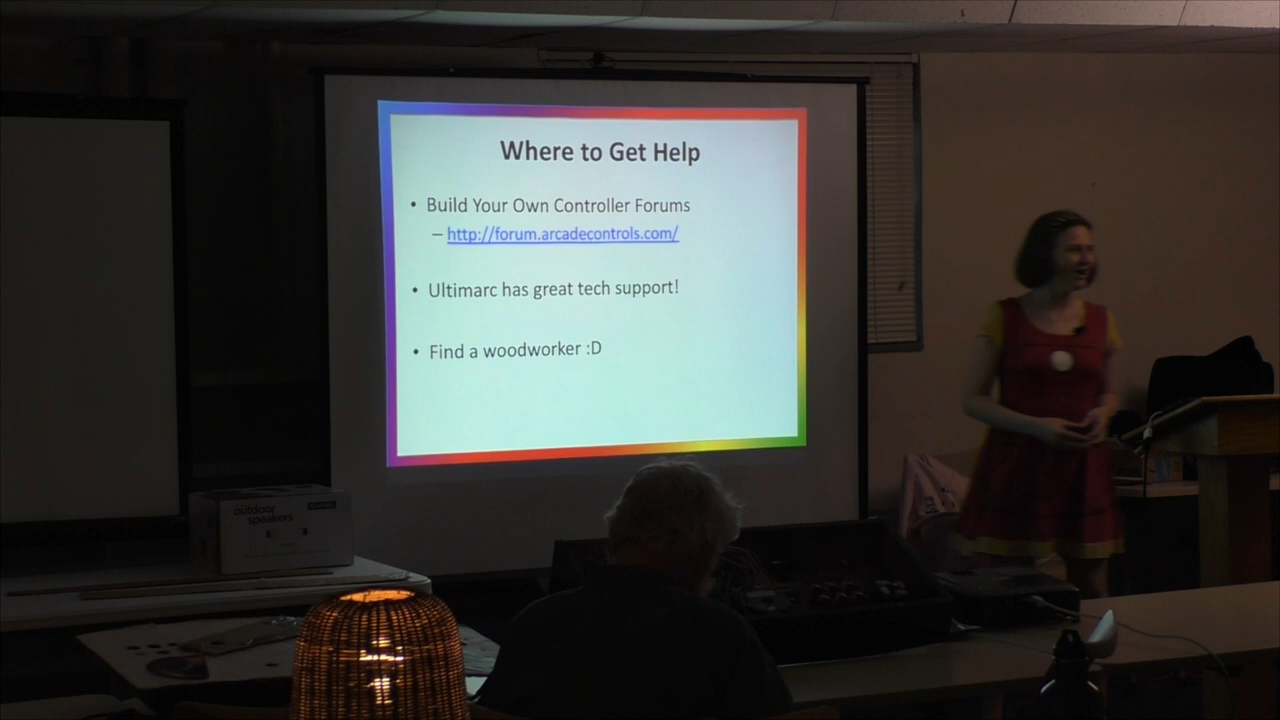 Where to Get Help
• Build Your Own Controller Forums
– http://forum.arcadecontrols.com/
• Ultimarc has great tech support!
• Find a woodworker :D
outdoor
speakers